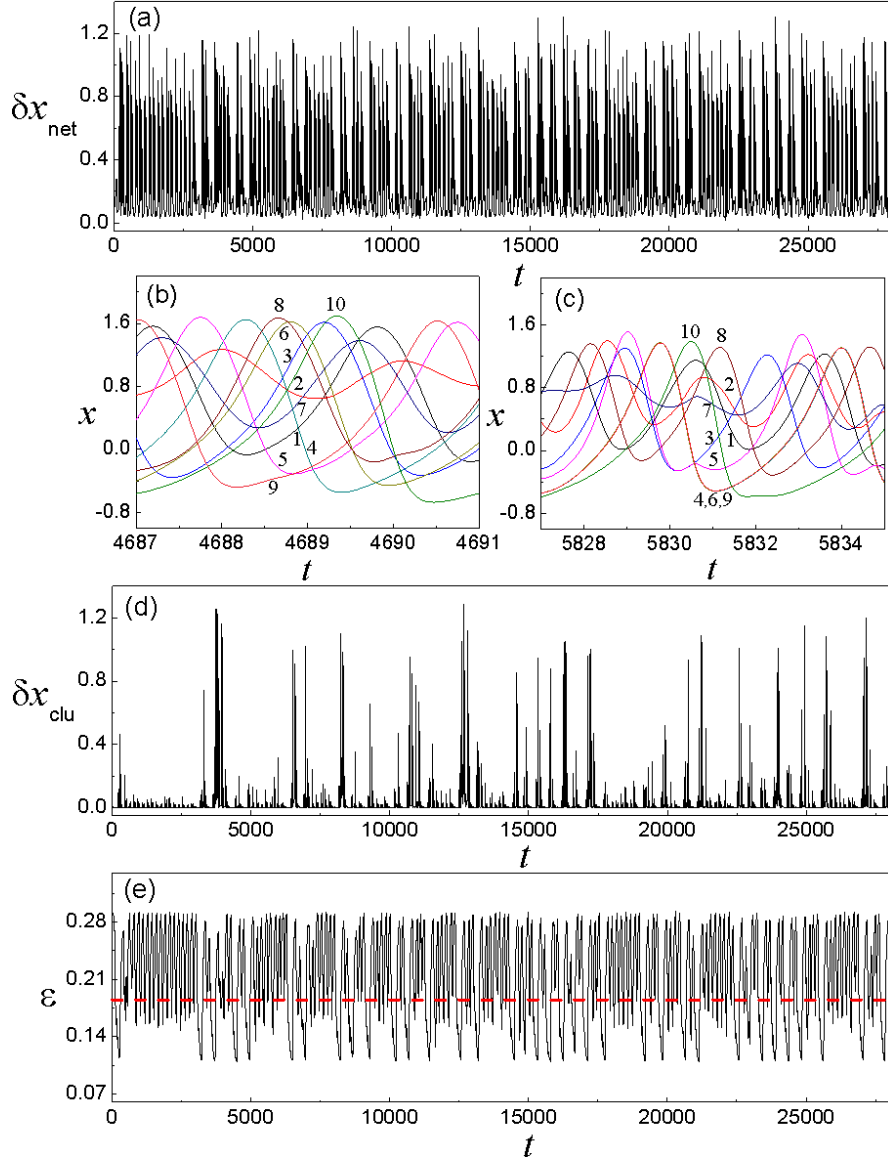 (a)
1.2
0.8
δx net
0.4
0.0
0 5000 10000 15000 20000 25000
t
(b) (c)
1.6 8 10 1.6 10 8
6
3
0.8 2 0.8 2
x 7 x 7
0.0 1 4 0.0 3 1
5 5
9 4,6,9
-0.8 -0.8
4687 4688 4689 4690 4691 5828 5830 5832 5834
t t
(d)
1.2
0.8
δx clu
0.4
0.0
0 5000 10000 15000 20000 25000
t
(e)
0.28
0.21
ε
0.14
0.07
0 5000 10000 15000 20000 25000
t